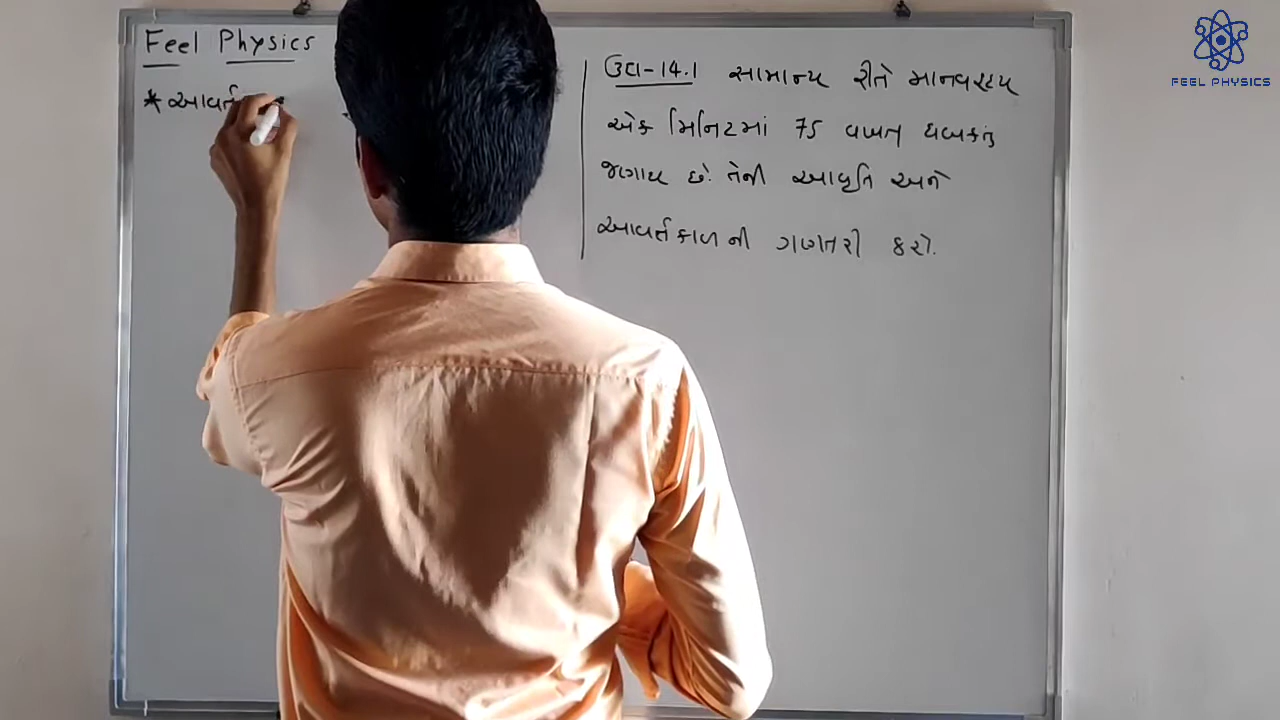 Feel Physics
* આવર્ત
ઉદા-14.1 સામાન્ય રીતે માનવહૃદય
એક મિનિટમાં 75 વખત ધબકતું
જણાય છે. તેની આવૃતિ અને
આવર્તકાળ ની ગણતરી કરો.
FEEL PHYSICS